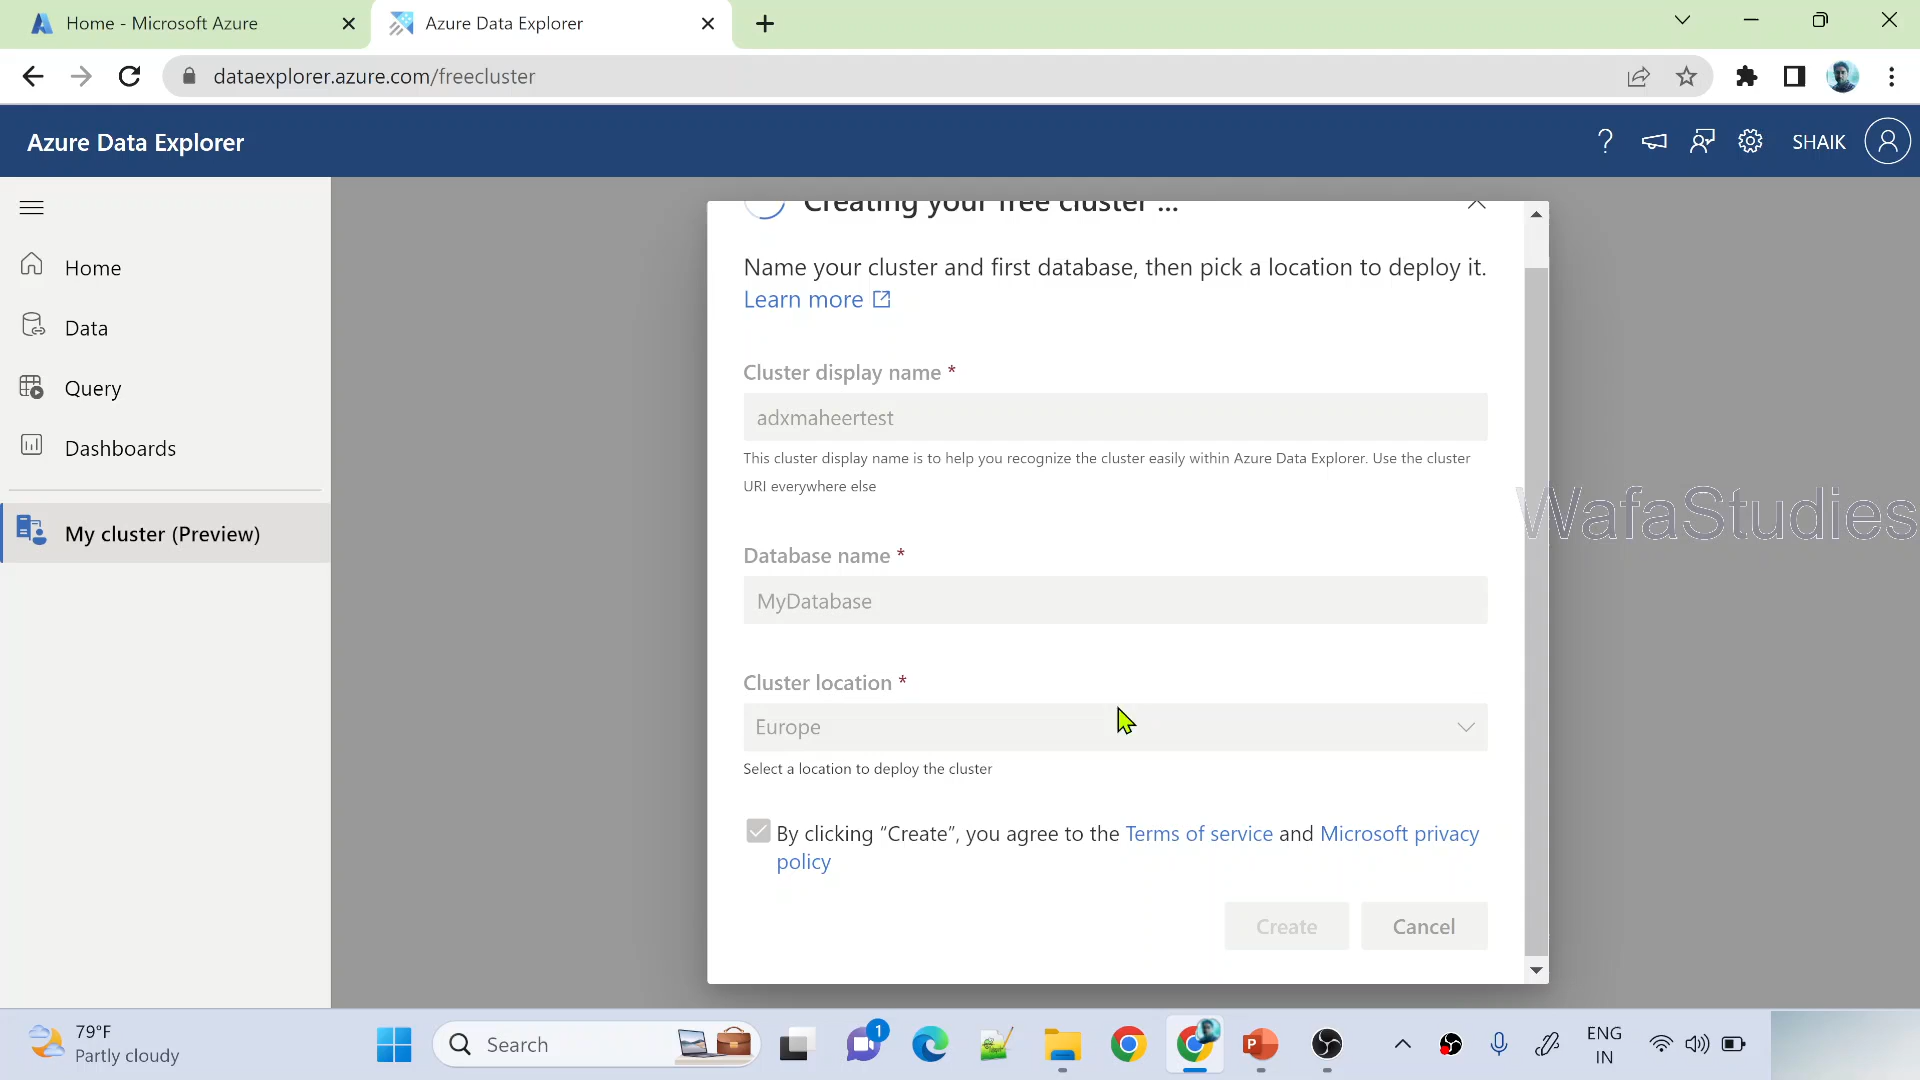 Home - Microsoft Azure
Azure Data Explorer
dataexplorer.azure.com/freecluster
Azure Data Explorer
SHAIK
Creating your free cluster ...
Name your cluster and first database, then pick a location to deploy it.
Learn more
Home
Data
Query
Dashboards
My cluster (Preview)
Cluster display name *
adxmaheertest
This cluster display name is to help you recognize the cluster easily within Azure Data Explorer. Use the cluster
URI everywhere else
WafaStudies
Database name *
MyDatabase
Cluster location *
Europe
Select a location to deploy the cluster
By clicking “Create”, you agree to the Terms of service and Microsoft privacy
policy
Create
Cancel
79°F
Partly cloudy
Search
1
P
ENG
IN